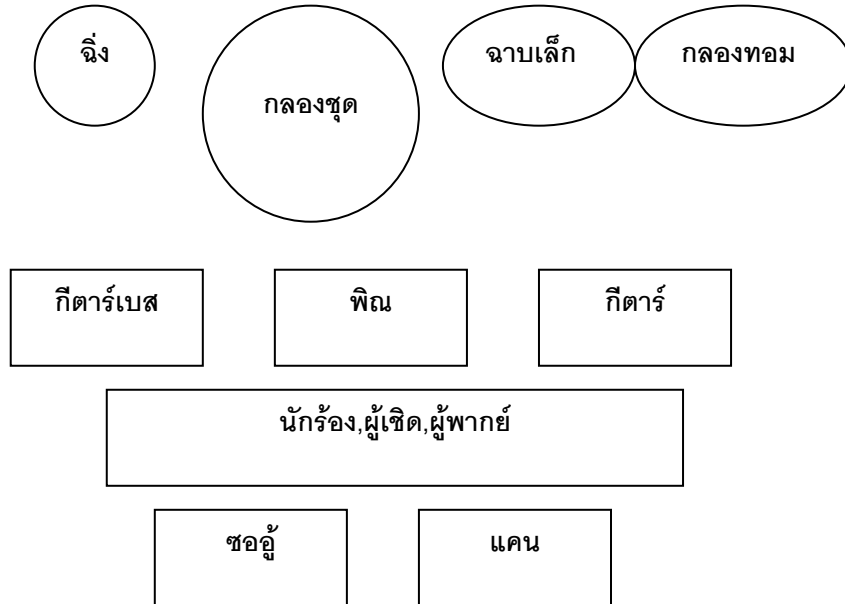 ฉิ่ง
กลองชุด
ฉาบเล็ก
กลองทอม
กีตาร์เบส
พิณ
กีตาร์
นักร้อง,ผู้เชิด,ผู้พากย์
ซออู้
แคน